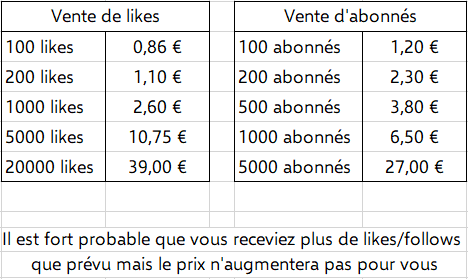 Vente de likes Vente d'abonnés
100 likes 0,86 € 100 abonnés 1,20 €
200 likes 1,10 € 200 abonnés 2,30 €
1000 likes 2,60 € 500 abonnés 3,80 €
5000 likes 10,75 € 1000 abonnés 6,50 €
20000 likes 39,00 € 5000 abonnés 27,00 €
Il est fort probable que vous receviez plus de likes/follows
que prévu mais le prix n'augmentera pas pour vous